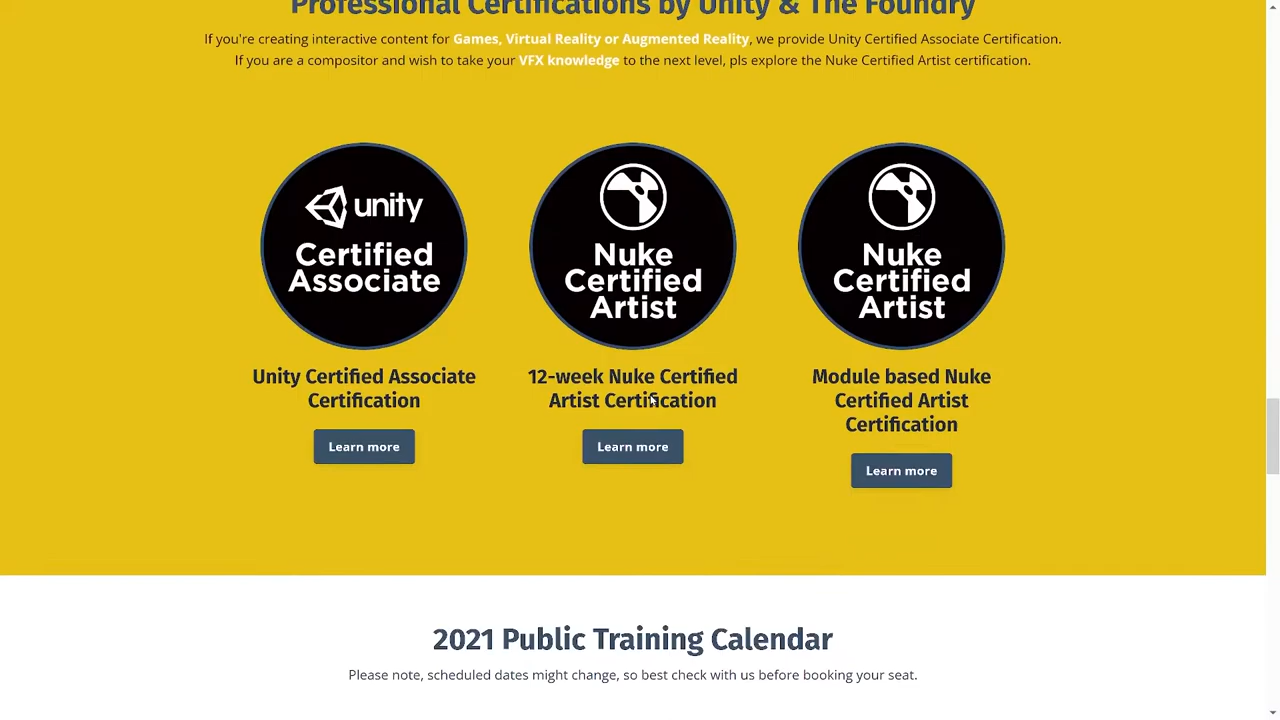 Professional Certifications by Unity & The Foundry
If you're creating interactive content for Games, Virtual Reality or Augmented Reality, we provide Unity Certified Associate Certification.
If you are a compositor and wish to take your VFX knowledge to the next level, pls explore the Nuke Certified Artist certification.
unity
Certified
Associate
Nuke
Certified
Artist
Nuke
Certified
Artist
Unity Certified Associate
Certification
12-week Nuke Certified
Artist Certification
Module based Nuke
Certified Artist
Certification
Learn more
Learn more
Learn more
2021 Public Training Calendar
Please note, scheduled dates might change, so best check with us before booking your seat.